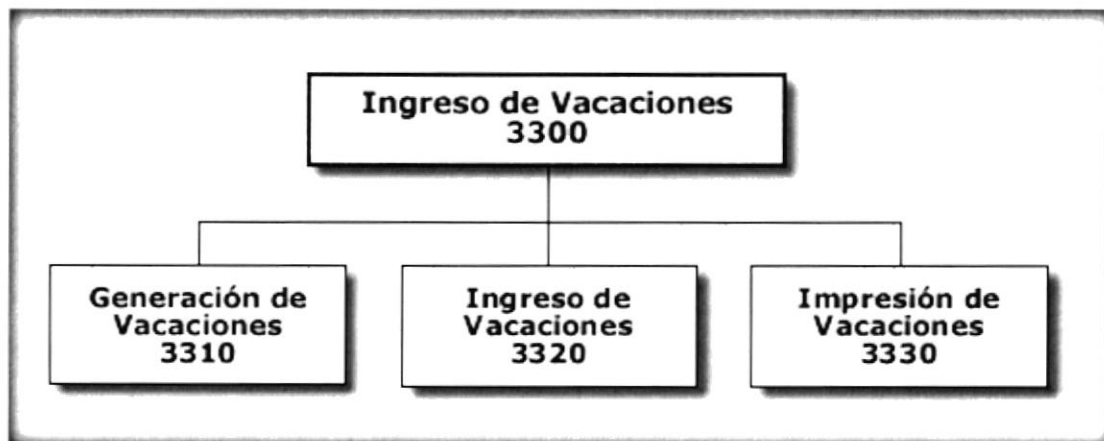 Ingreso de Vacaciones
3300
Generación de
Vacaciones
3310
Ingreso de
Vacaciones
3320
Impresión de
Vacaciones
3330